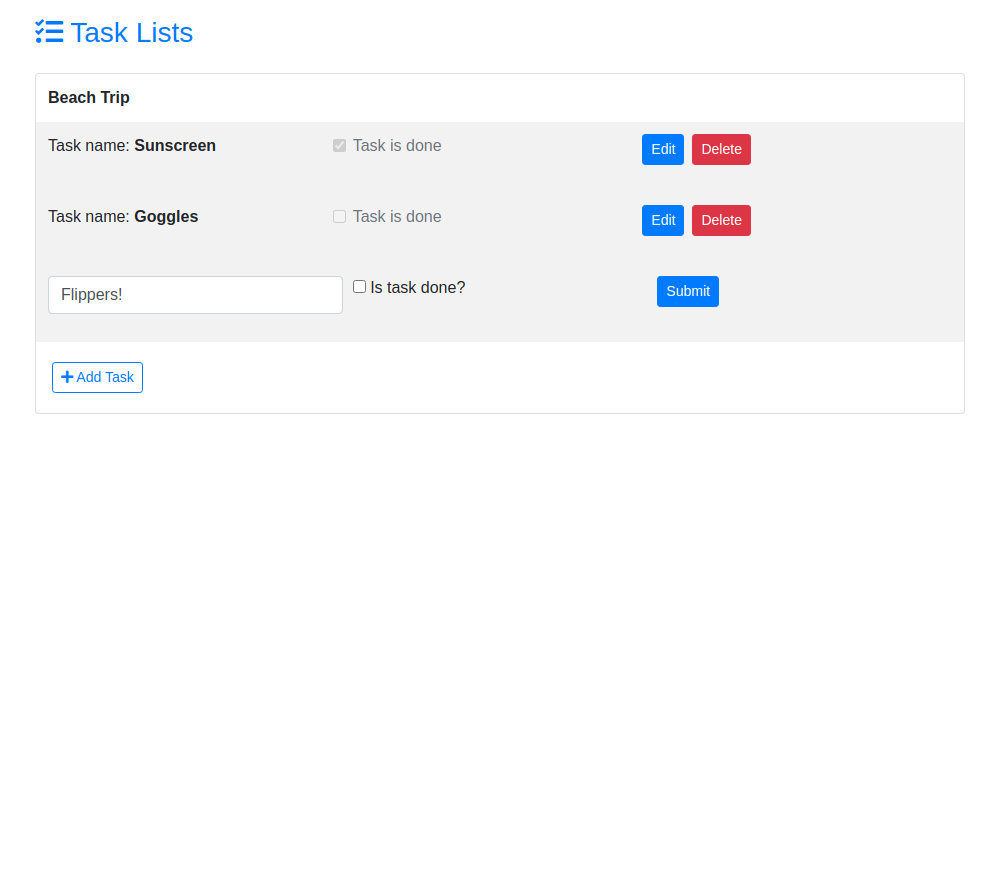 Task Lists
Beach Trip
Task name: Sunscreen Task is done Edit Delete
Task name: Goggles Task is done Edit Delete
Flippers! Is task done? Submit
Add Task